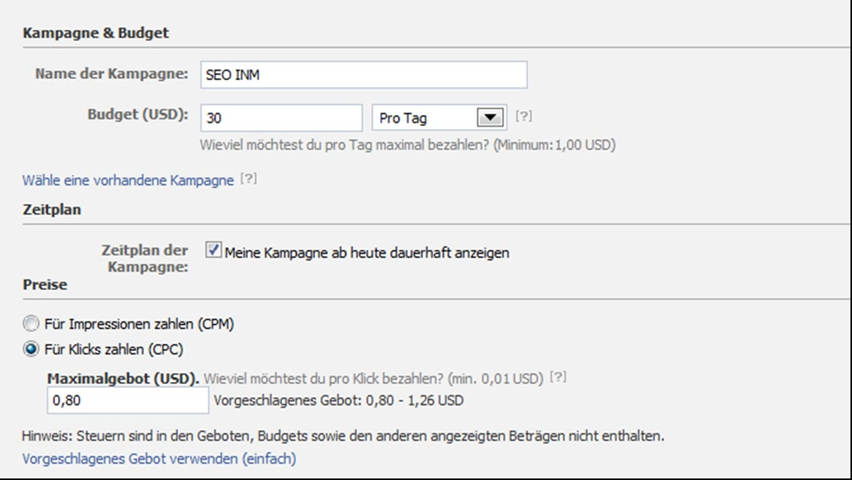 Kampagne & Budget
Name der Kampagne: SEO INM
Budget (USD): 30 Pro Tag [?]
Wieviel möchtest du pro Tag maximal bezahlen? (Minimum:1,00 USD)
Wähle eine vorhandene Kampagne [?]
Zeitplan
Zeitplan der Kampagne: Meine Kampagne ab heute dauerhaft anzeigen
Preise
Für Impressionen zahlen (CPM)
Für Klicks zahlen (CPC)
Maximalgebot (USD). Wieviel möchtest du pro Klick bezahlen? (min. 0,01 USD) [?]
0,80 Vorgeschlagenes Gebot: 0,80 - 1,26 USD
Hinweis: Steuern sind in den Geboten, Budgets sowie den anderen angezeigten Beträgen nicht enthalten.
Vorgeschlagenes Gebot verwenden (einfach)